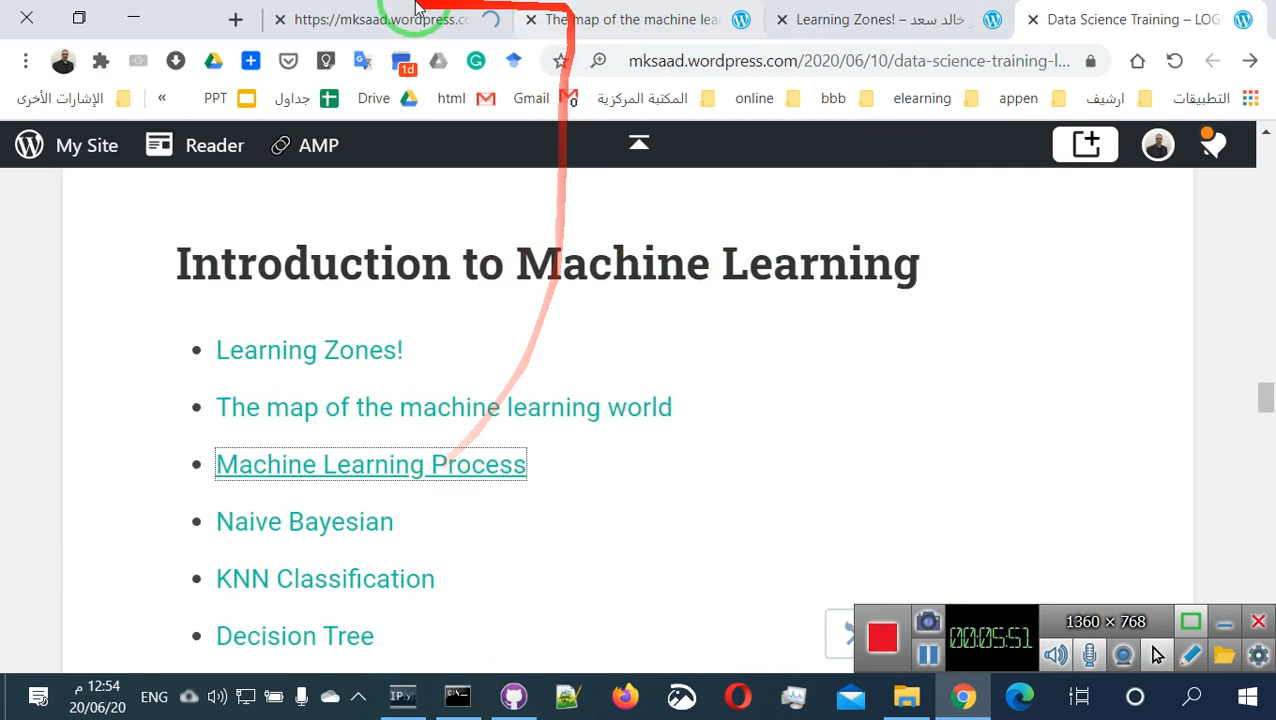 https://mksaad.wordpress.cc
The map of the machine lea
Learning Zones! – خالد سعد
Data Science Training – LOG
1d
mksaad.wordpress.com/2020/06/10/data-science-training-l...
الإشارات الأخرى
«
PPT
جداول
Drive
html
Gmail
المكتبة المركزية
online
bbb
elearning
appen
ارشيف
التطبيقات
My Site
Reader
AMP
Introduction to Machine Learning
• Learning Zones!
• The map of the machine learning world
• Machine Learning Process
• Naive Bayesian
• KNN Classification
• Decision Tree
00:05:51
1360 × 768
12:54 م
20/06/20
ENG
IPy